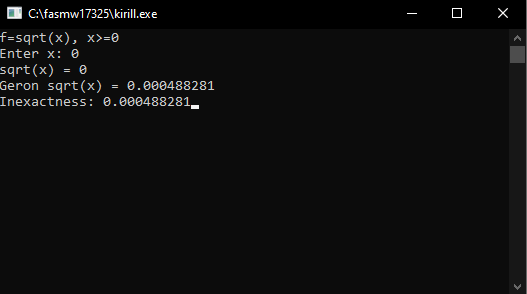 C:\fasmw17325\kirill.exe
f=sqrt(x), x>=0
Enter x: 0
sqrt(x) = 0
Geron sqrt(x) = 0.000488281
Inexactness: 0.000488281